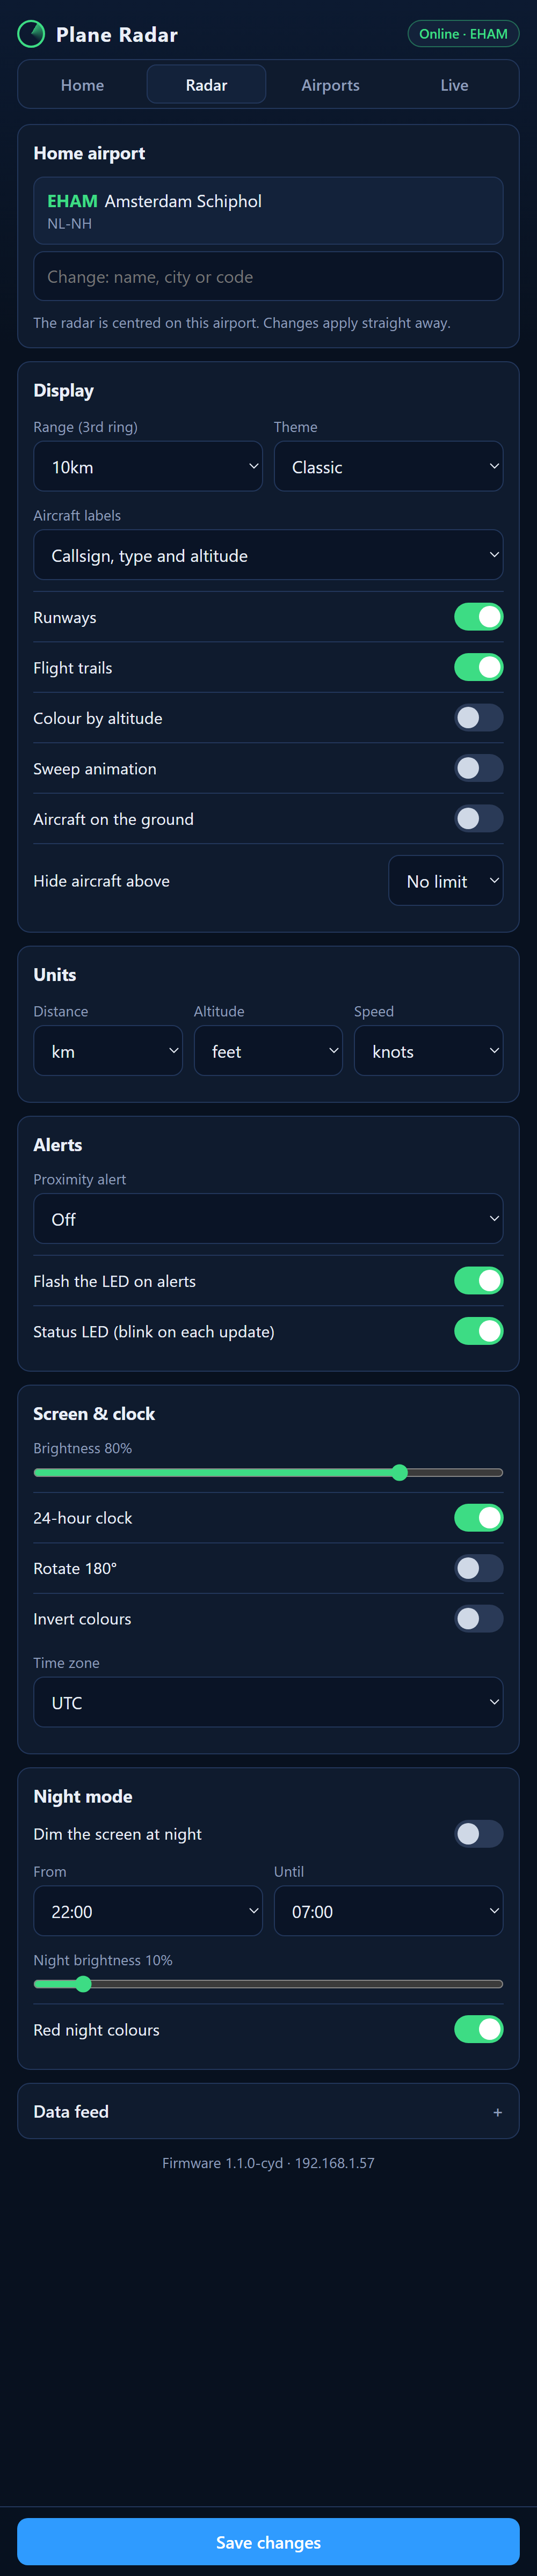 Plane Radar
Online · EHAM
Home Radar Airports Live
Home airport
EHAM Amsterdam Schiphol
NL-NH
Change: name, city or code
The radar is centred on this airport. Changes apply straight away.
Display
Range (3rd ring) Theme
10km Classic
Aircraft labels
Callsign, type and altitude
Runways
Flight trails
Colour by altitude
Sweep animation
Aircraft on the ground
Hide aircraft above No limit
Units
Distance Altitude Speed
km feet knots
Alerts
Proximity alert
Off
Flash the LED on alerts
Status LED (blink on each update)
Screen & clock
Brightness 80%
24-hour clock
Rotate 180°
Invert colours
Time zone
UTC
Night mode
Dim the screen at night
From Until
22:00 07:00
Night brightness 10%
Red night colours
Data feed +
Firmware 1.1.0-cyd · 192.168.1.57
Save changes